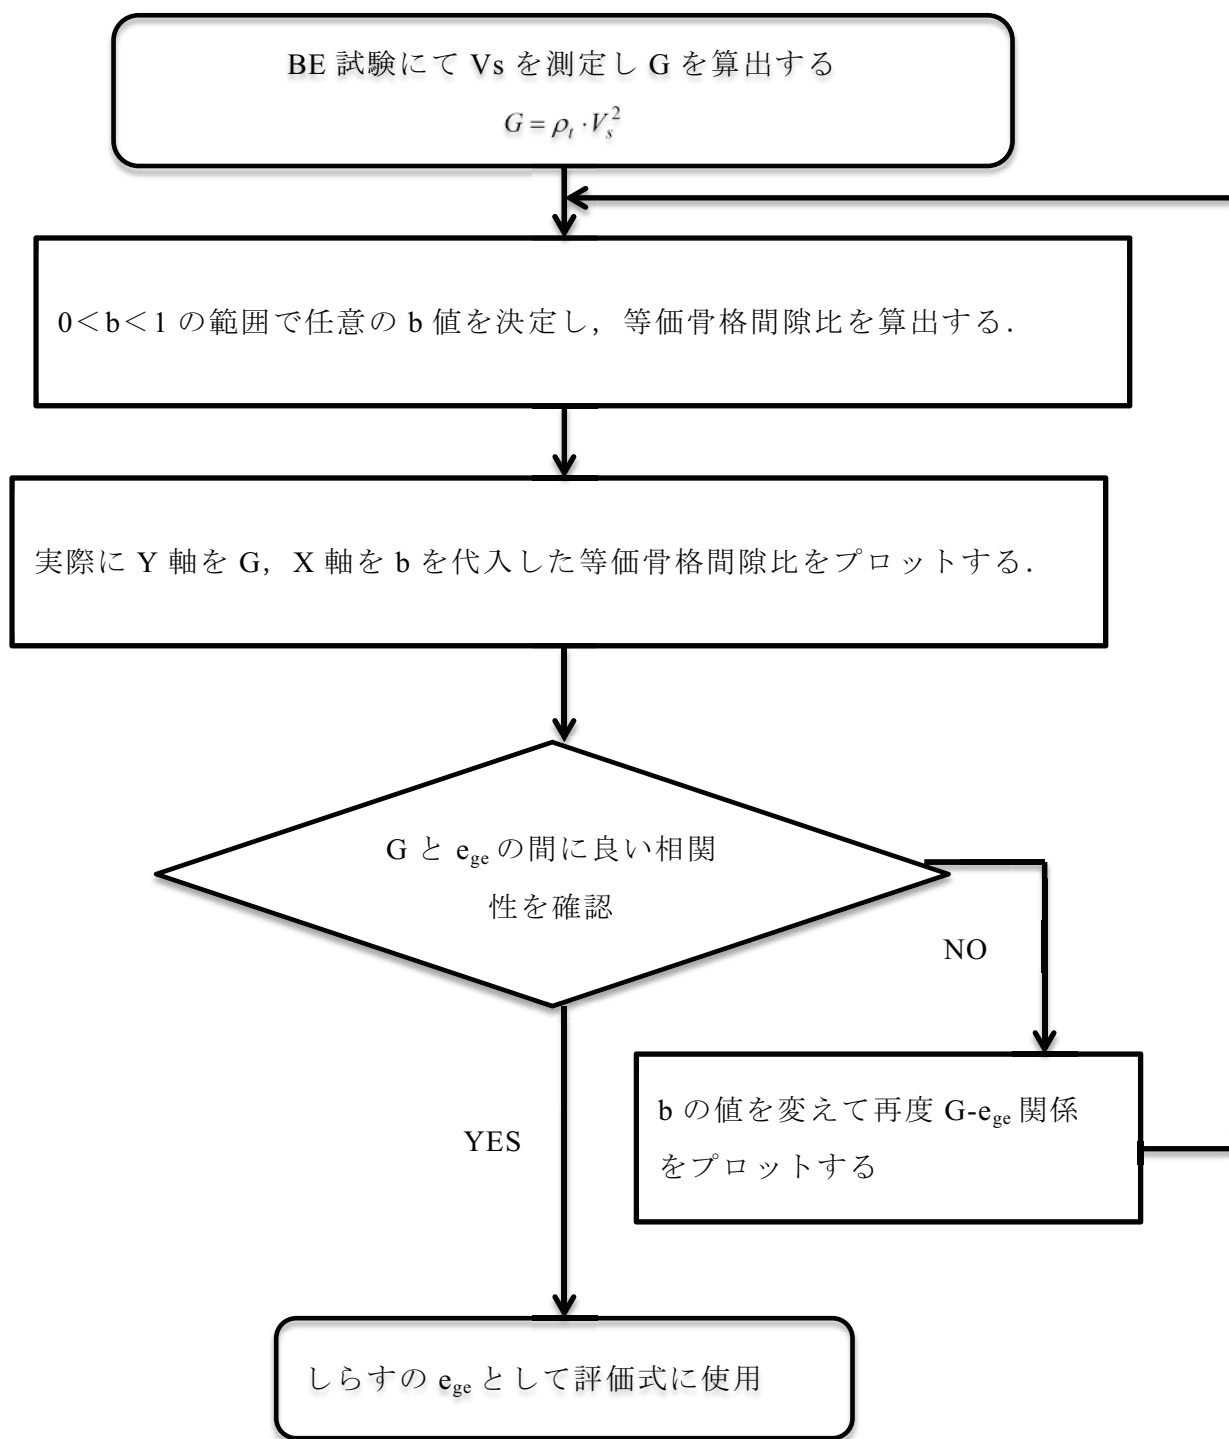 BE 試験にて Vs を測定し G を算出する
G = ρt · Vs²
0＜b＜1 の範囲で任意の b 値を決定し，等価骨格間隙比を算出する．
実際に Y 軸を G，X 軸を b を代入した等価骨格間隙比をプロットする．
G と ege の間に良い相関
性を確認
NO
b の値を変えて再度 G-ege 関係
をプロットする
YES
しらすの ege として評価式に使用